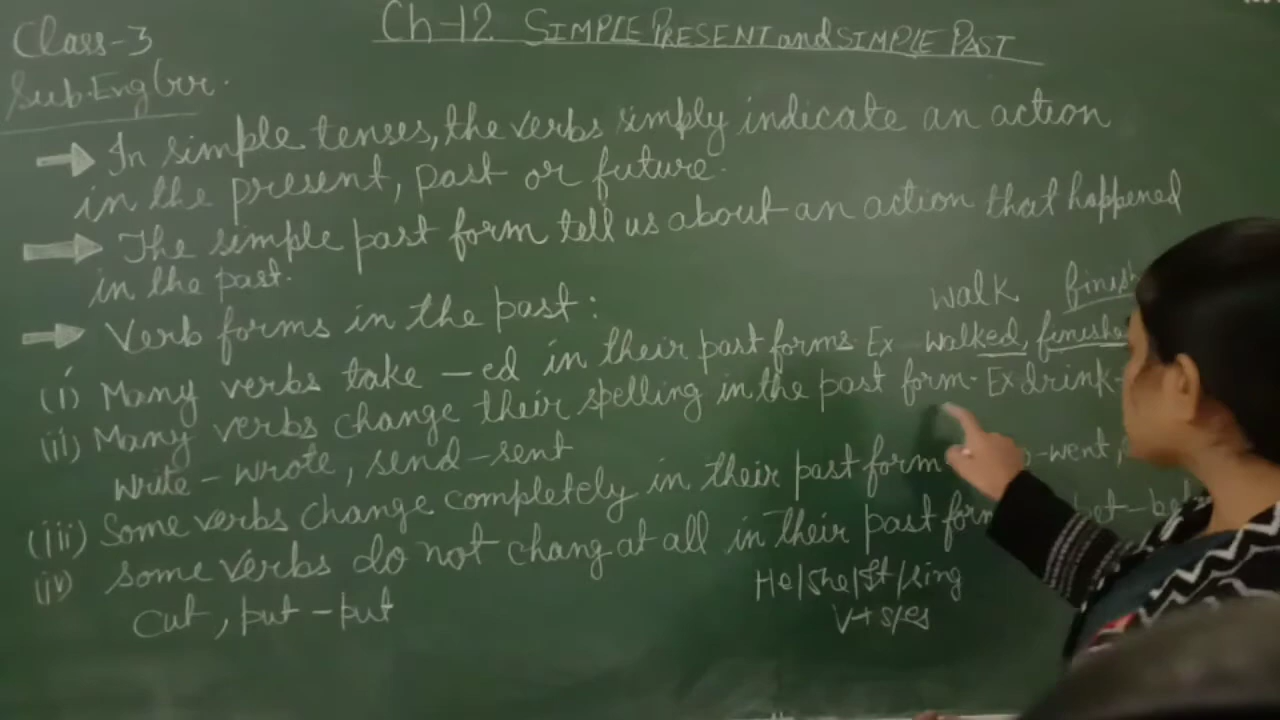 Class-3
Ch-12 SIMPLE PRESENT and SIMPLE PAST
Sub.Eng Gr.
→ In simple tenses, the verbs simply indicate an action
in the present, past or future.
→ The simple past form tell us about an action that happened
in the past.
→ Verb forms in the past:
walk finish
(i) Many verbs take -ed in their past forms. Ex walked, finished
(ii) Many verbs change their spelling in the past form. Ex drink-
write - wrote, send - sent
(iii) Some verbs change completely in their past form -went,
(iv) some verbs do not chang at all in their past form
cut, put - put
He/She/It/sing
V+s/es